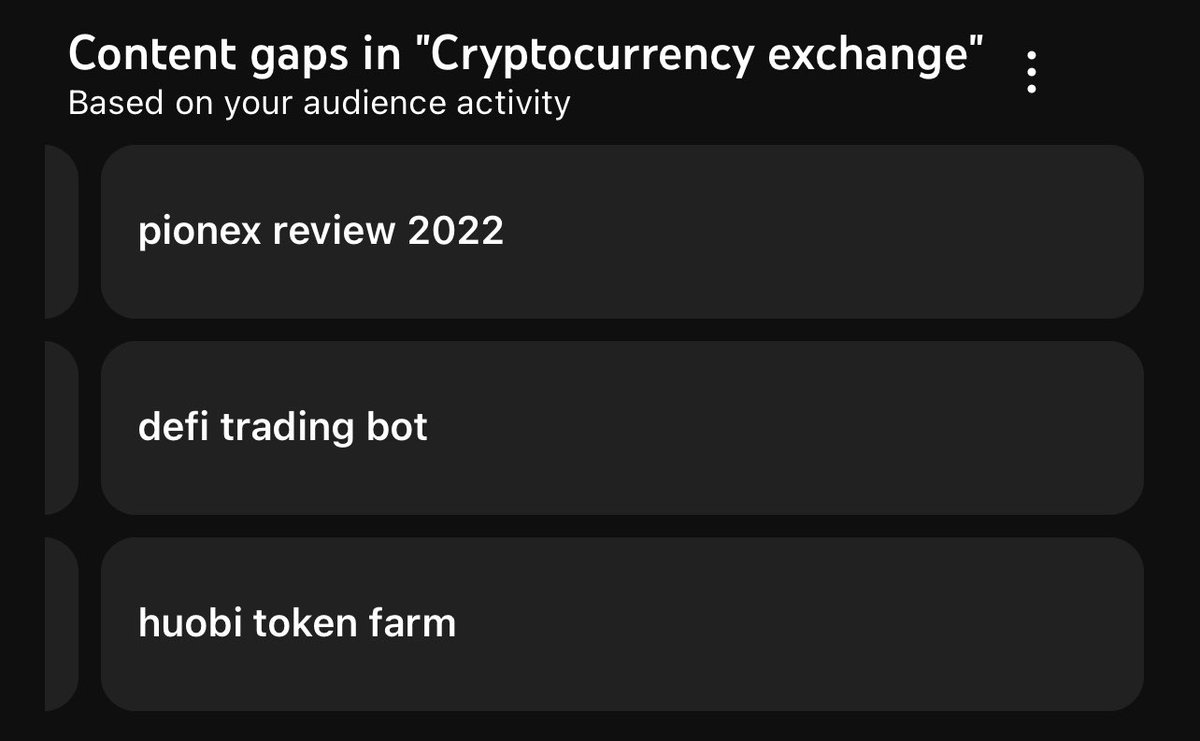 Content gaps in "Cryptocurrency exchange"
Based on your audience activity
pionex review 2022
defi trading bot
huobi token farm